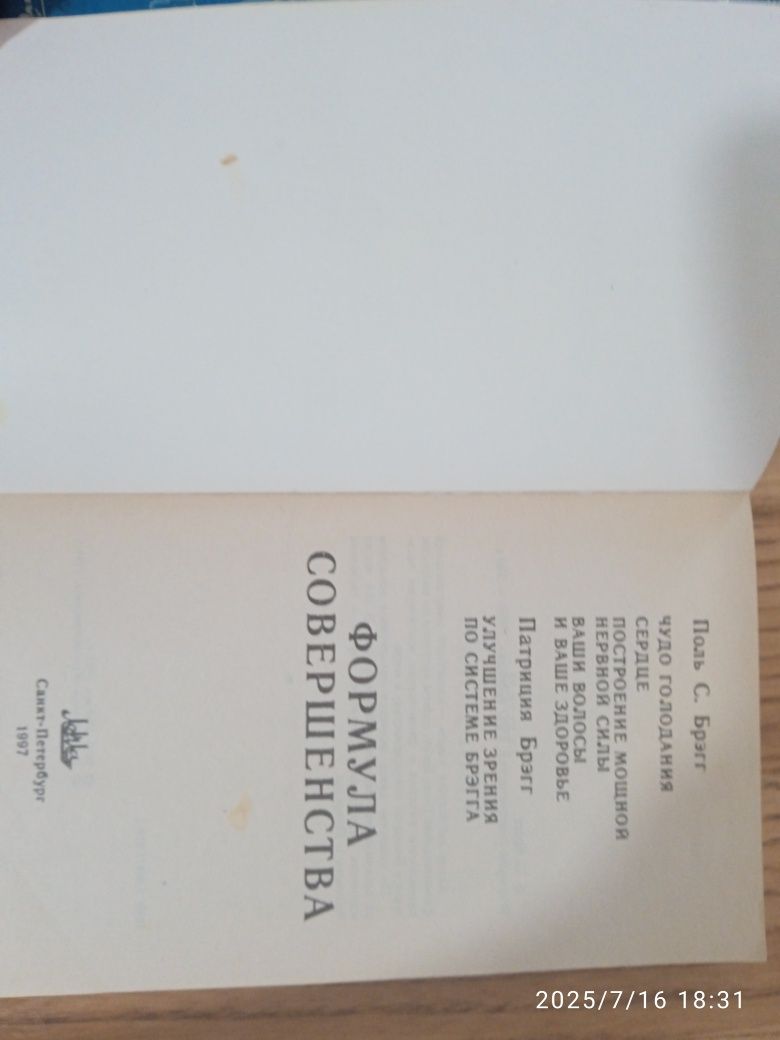 Поль С. Брэгг
ЧУДО ГОЛОДАНИЯ
СЕРДЦЕ
ПОСТРОЕНИЕ МОЩНОЙ
НЕРВНОЙ СИЛЫ
ВАШИ ВОЛОСЫ
И ВАШЕ ЗДОРОВЬЕ
Патриция Брэгг
УЛУЧШЕНИЕ ЗРЕНИЯ
ПО СИСТЕМЕ БРЭГГА
ФОРМУЛА
СОВЕРШЕНСТВА
Санкт-Петербург
1997
2025/7/16 18:31